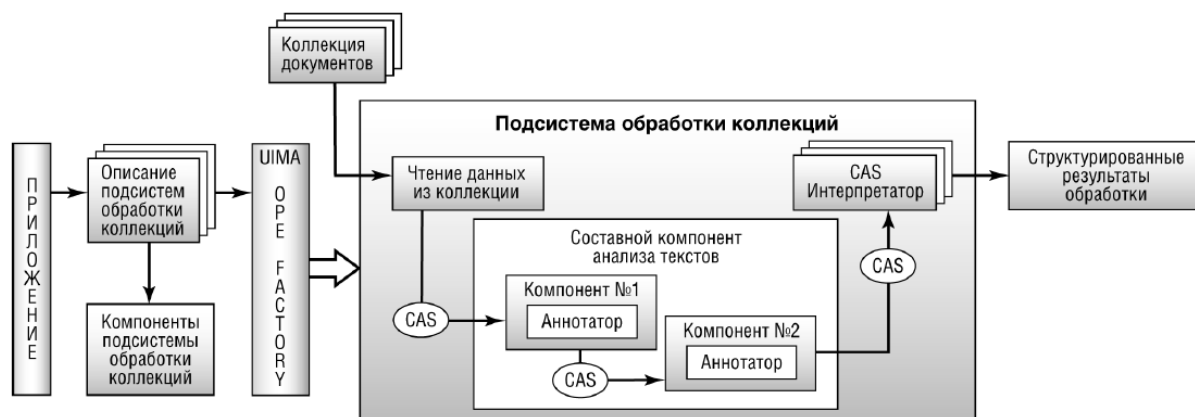 Коллекция
документов
Подсистема обработки коллекций
ПРИЛОЖЕНИЕ
Описание
подсистем
обработки
коллекций
UIMA
OPE FACTORY
Чтение данных
из коллекции
CAS
Интерпретатор
Структурированные
результаты
обработки
Составной компонент
анализа текстов
CAS
Компонент №1
Аннотатор
CAS
Компоненты
подсистемы
обработки
коллекций
CAS
Компонент №2
Аннотатор